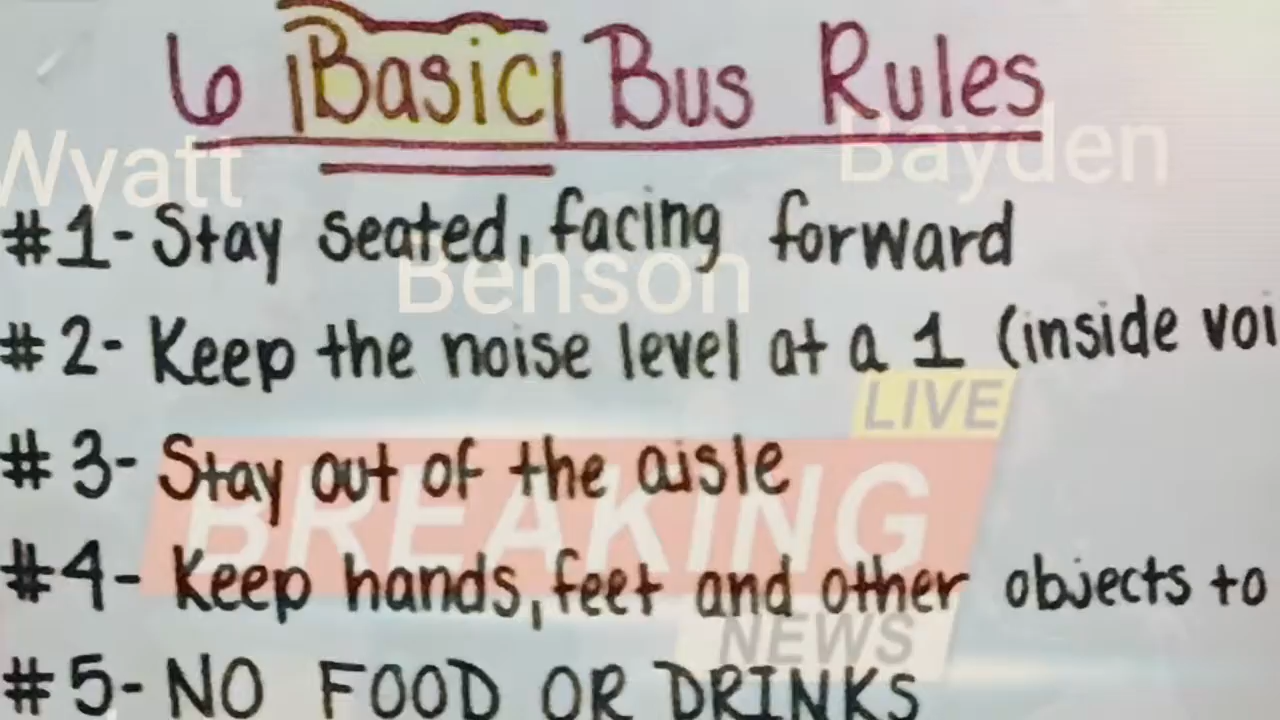 6 Basic Bus Rules
Wyatt
Bayden
#1- Stay seated, facing forward
Benson
#2- Keep the noise level at a 1 (inside voi
LIVE
#3- Stay out of the aisle
BREAKING
#4- Keep hands, feet and other objects to
NEWS
#5- NO FOOD OR DRINKS